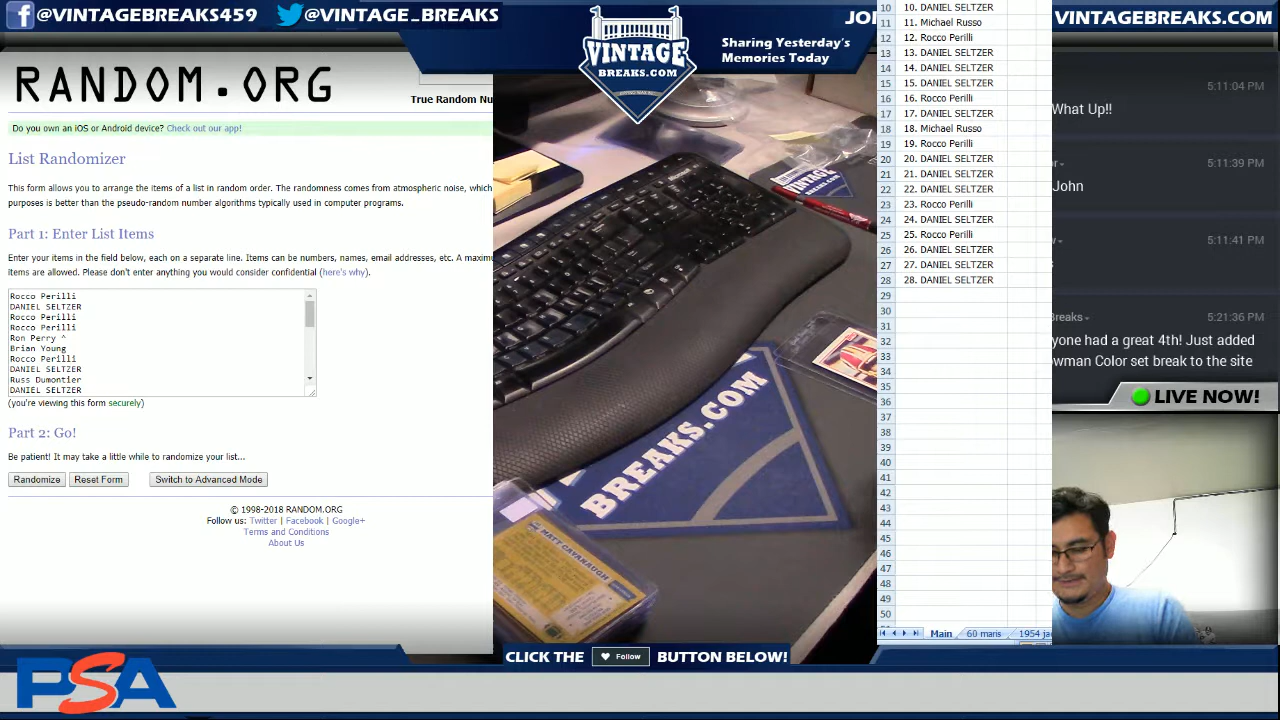 @VINTAGEBREAKS459
@VINTAGE_BREAKS
VINTAGE
BREAKS.COM
Sharing Yesterday's
Memories Today
VINTAGEBREAKS.COM
RANDOM.ORG
True Random Nu
Do you own an iOS or Android device? Check out our app!
List Randomizer
This form allows you to arrange the items of a list in random order. The randomness comes from atmospheric noise, which
purposes is better than the pseudo-random number algorithms typically used in computer programs.
Part 1: Enter List Items
Enter your items in the field below, each on a separate line. Items can be numbers, names, email addresses, etc. A maximu
items are allowed. Please don't enter anything you would consider confidential (here's why).
Rocco Perilli
DANIEL SELTZER
Rocco Perilli
Rocco Perilli
Ron Perry ^
Brian Young
Rocco Perilli
DANIEL SELTZER
Russ Dumontier
DANIEL SELTZER
(you're viewing this form securely)
Part 2: Go!
Be patient! It may take a little while to randomize your list...
Randomize
Reset Form
Switch to Advanced Mode
© 1998-2018 RANDOM.ORG
Follow us: Twitter | Facebook | Google+
Terms and Conditions
About Us
VINTAGE
BREAKS.COM
BREAKS.COM
MATT CAVANAUGH
10 10. DANIEL SELTZER
11 11. Michael Russo
12 12. Rocco Perilli
13 13. DANIEL SELTZER
14 14. DANIEL SELTZER
15 15. DANIEL SELTZER
16 16. Rocco Perilli
17 17. DANIEL SELTZER
18 18. Michael Russo
19 19. Rocco Perilli
20 20. DANIEL SELTZER
21 21. DANIEL SELTZER
22 22. DANIEL SELTZER
23 23. Rocco Perilli
24 24. DANIEL SELTZER
25 25. Rocco Perilli
26 26. DANIEL SELTZER
27 27. DANIEL SELTZER
28 28. DANIEL SELTZER
29
30
31
32
33
34
35
36
37
38
39
40
41
42
43
44
45
46
47
48
49
50
Main
60 maris
1954 jac
5:11:04 PM
What Up!!
5:11:39 PM
John
5:11:41 PM
5:21:36 PM
Breaks
yone had a great 4th! Just added
owman Color set break to the site
LIVE NOW!
CLICK THE
Follow
BUTTON BELOW!
PSA